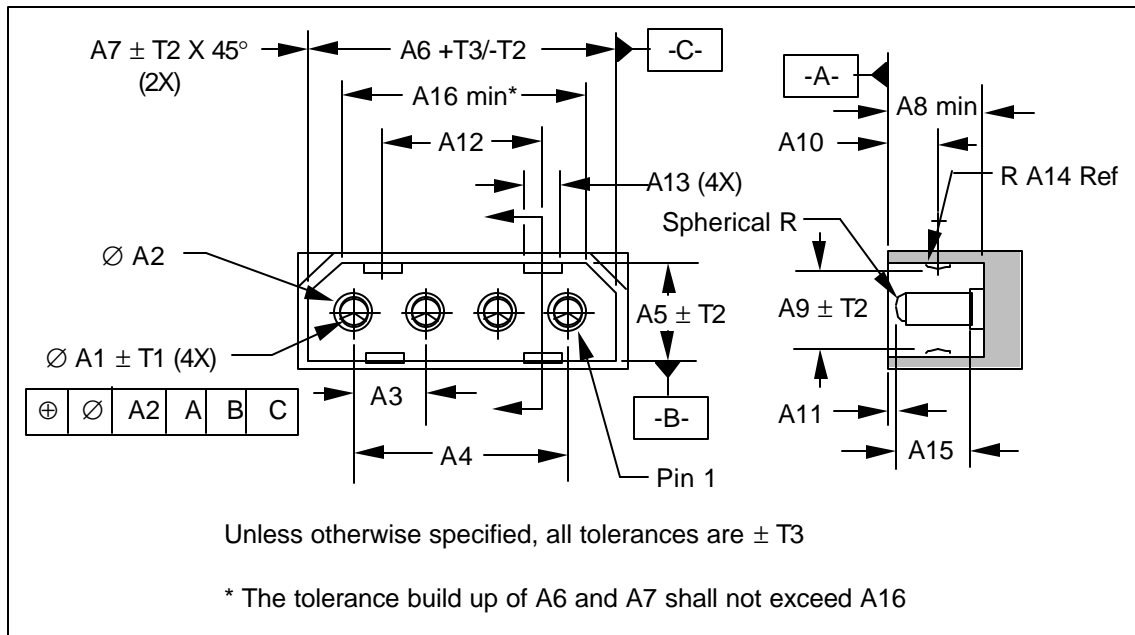 A7 ± T2 X 45°
(2X)
A6 +T3/-T2
-C-
A16 min*
A12
A13 (4X)
∅ A2
∅ A1 ± T1 (4X)
⊕ ∅ A2 A B C
A3
A4
A5 ± T2
-B-
Pin 1
-A-
A8 min
A10
R A14 Ref
Spherical R
A9 ± T2
A11
A15
Unless otherwise specified, all tolerances are ± T3
* The tolerance build up of A6 and A7 shall not exceed A16